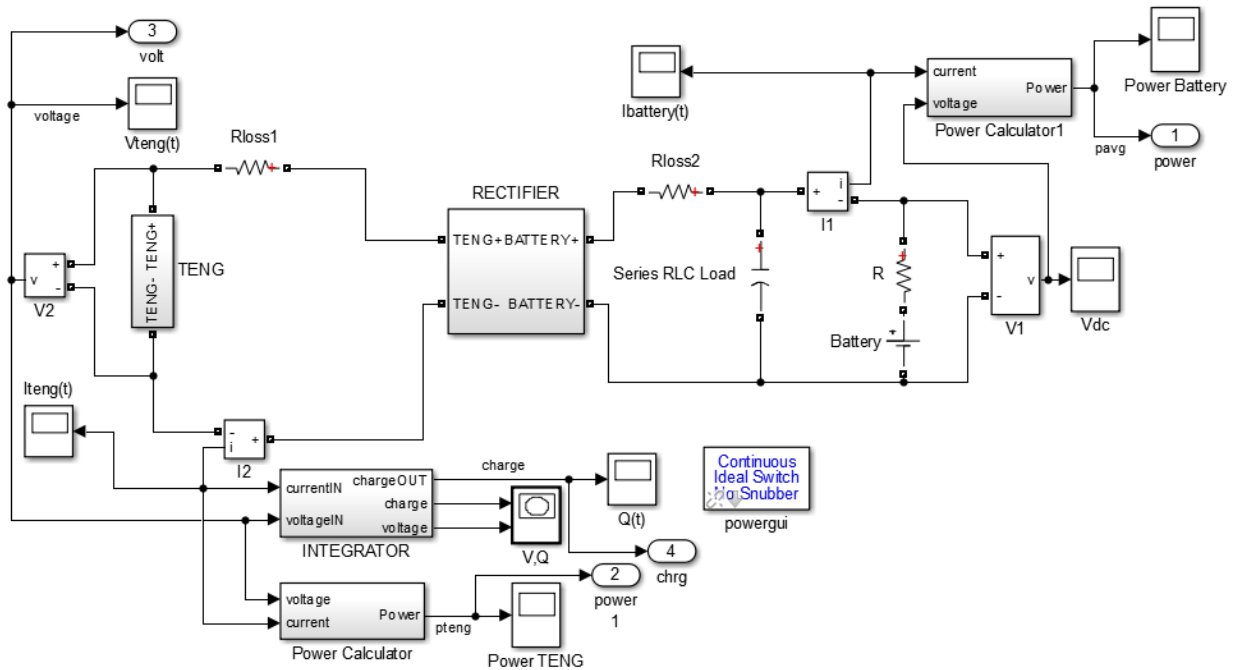 3
volt
voltage
Vteng(t)
Rloss1
TENG+
TENG-
TENG
+
v
-
V2
Iteng(t)
-
i
+
I2
RECTIFIER
TENG+BATTERY+
TENG- BATTERY-
Rloss2
Series RLC Load
Ibattery(t)
+
i
-
I1
R
+
Battery
+
v
-
V1
Vdc
current
voltage
Power
Power Calculator1
Power Battery
pavg
1
power
currentIN
voltageIN
chargeOUT
charge
voltage
INTEGRATOR
charge
Q(t)
V,Q
4
chrg
2
power
1
voltage
current
Power
Power Calculator
pteng
Power TENG
Continuous
Ideal Switch
No Snubber
powergui